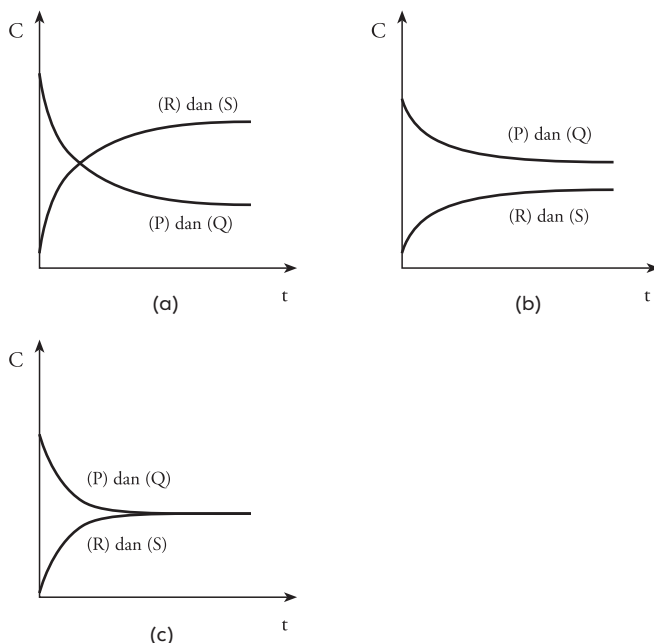 C
(R) dan (S)
(P) dan (Q)
t
(a)
C
(P) dan (Q)
(R) dan (S)
t
(b)
C
(P) dan (Q)
(R) dan (S)
t
(c)